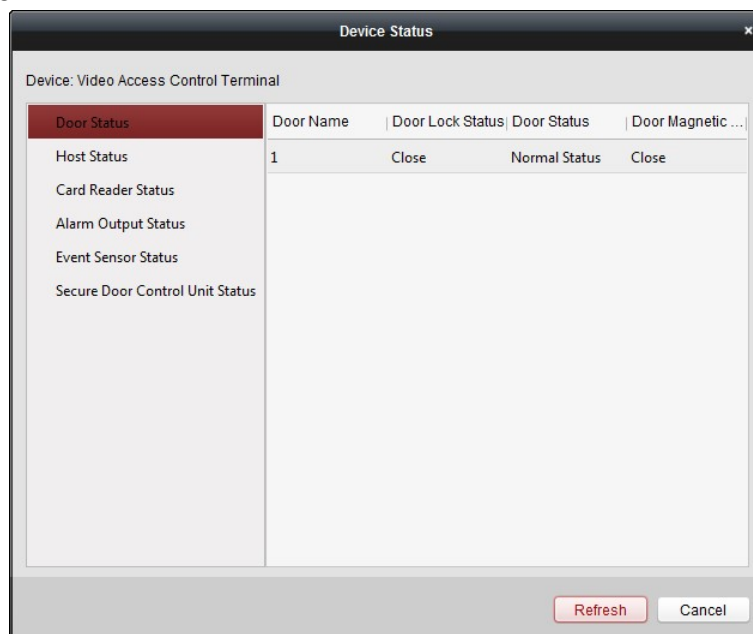 Device Status
×
Device: Video Access Control Terminal
Door Status
Host Status
Card Reader Status
Alarm Output Status
Event Sensor Status
Secure Door Control Unit Status
Door Name | Door Lock Status | Door Status | Door Magnetic ... |
1 Close Normal Status Close
Refresh Cancel